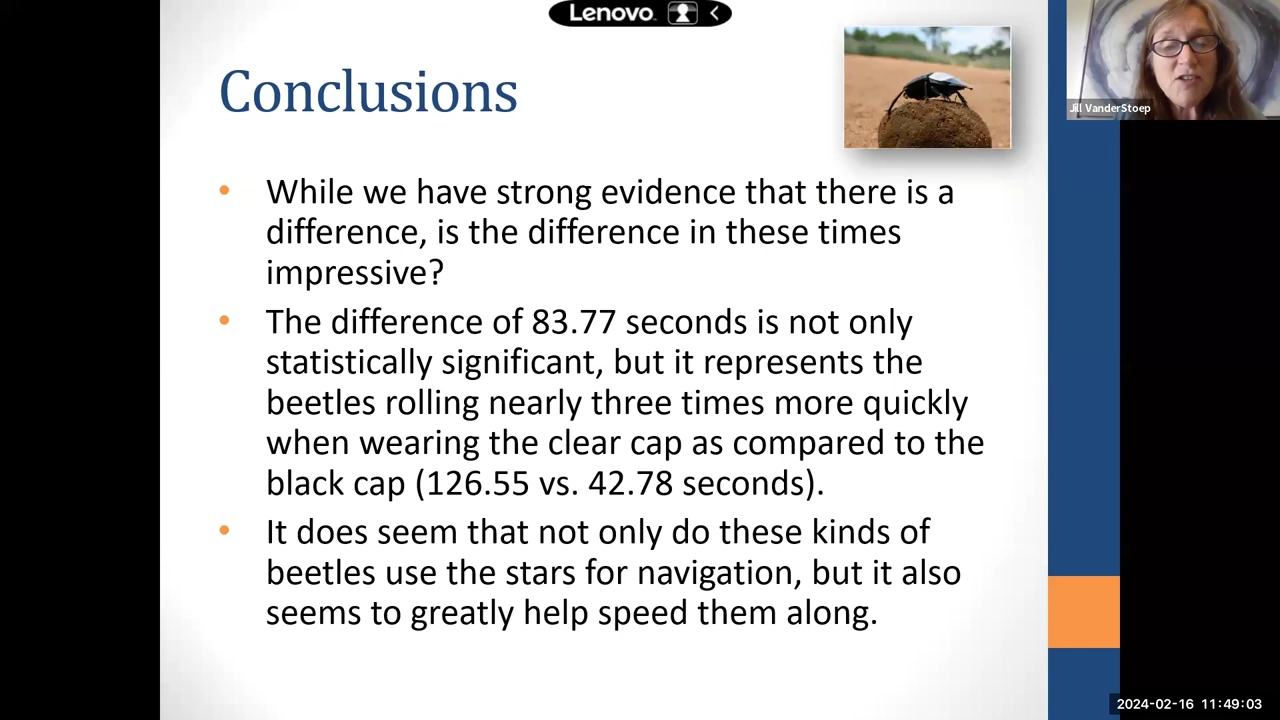 Lenovo
Conclusions
Jill VanderStoep
• While we have strong evidence that there is a
difference, is the difference in these times
impressive?
• The difference of 83.77 seconds is not only
statistically significant, but it represents the
beetles rolling nearly three times more quickly
when wearing the clear cap as compared to the
black cap (126.55 vs. 42.78 seconds).
• It does seem that not only do these kinds of
beetles use the stars for navigation, but it also
seems to greatly help speed them along.
2024-02-16 11:49:03